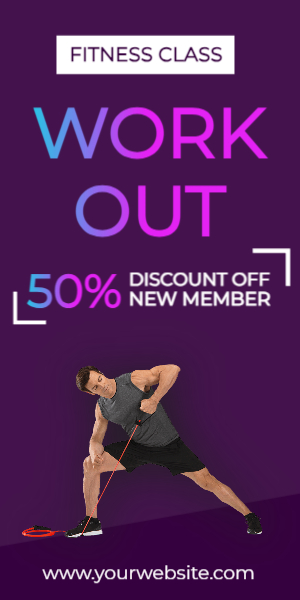 FITNESS CLASS
WORK
OUT
50% DISCOUNT OFF
NEW MEMBER
www.yourwebsite.com